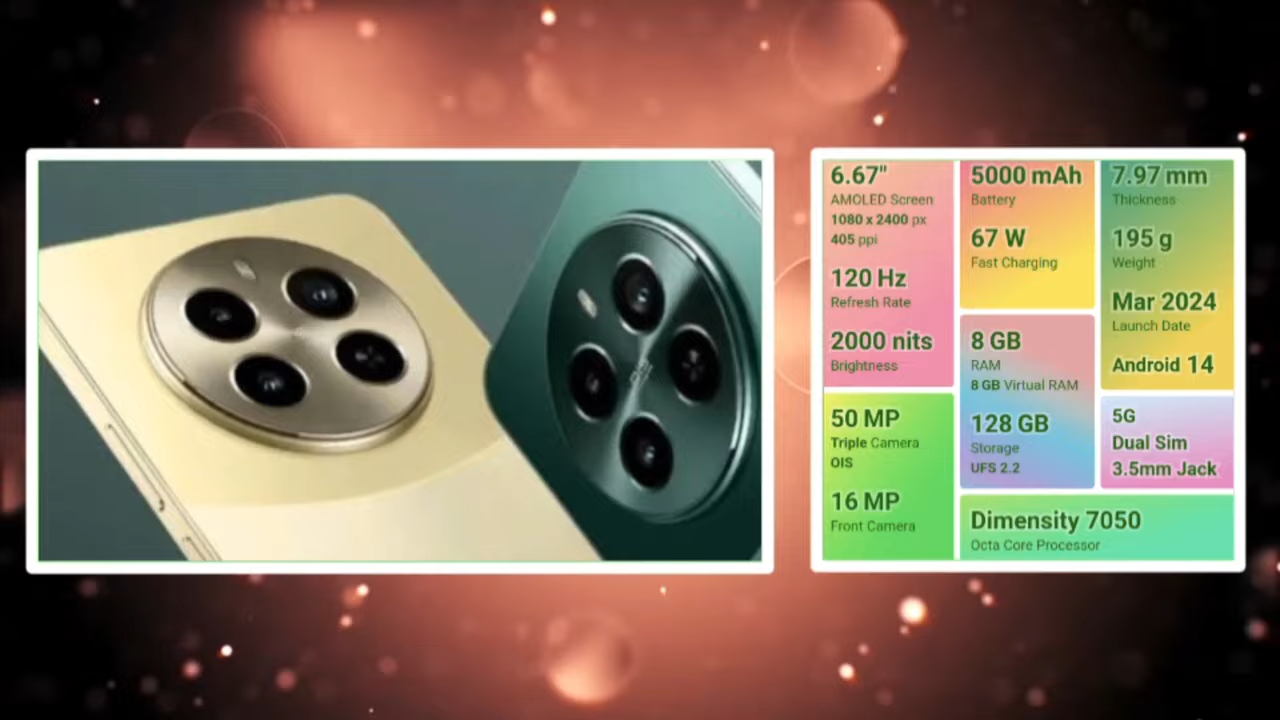 6.67"
AMOLED Screen
1080 x 2400 px
405 ppi
120 Hz
Refresh Rate
2000 nits
Brightness
50 MP
Triple Camera
OIS
16 MP
Front Camera
5000 mAh
Battery
67 W
Fast Charging
8 GB
RAM
8 GB Virtual RAM
128 GB
Storage
UFS 2.2
7.97 mm
Thickness
195 g
Weight
Mar 2024
Launch Date
Android 14
5G
Dual Sim
3.5mm Jack
Dimensity 7050
Octa Core Processor